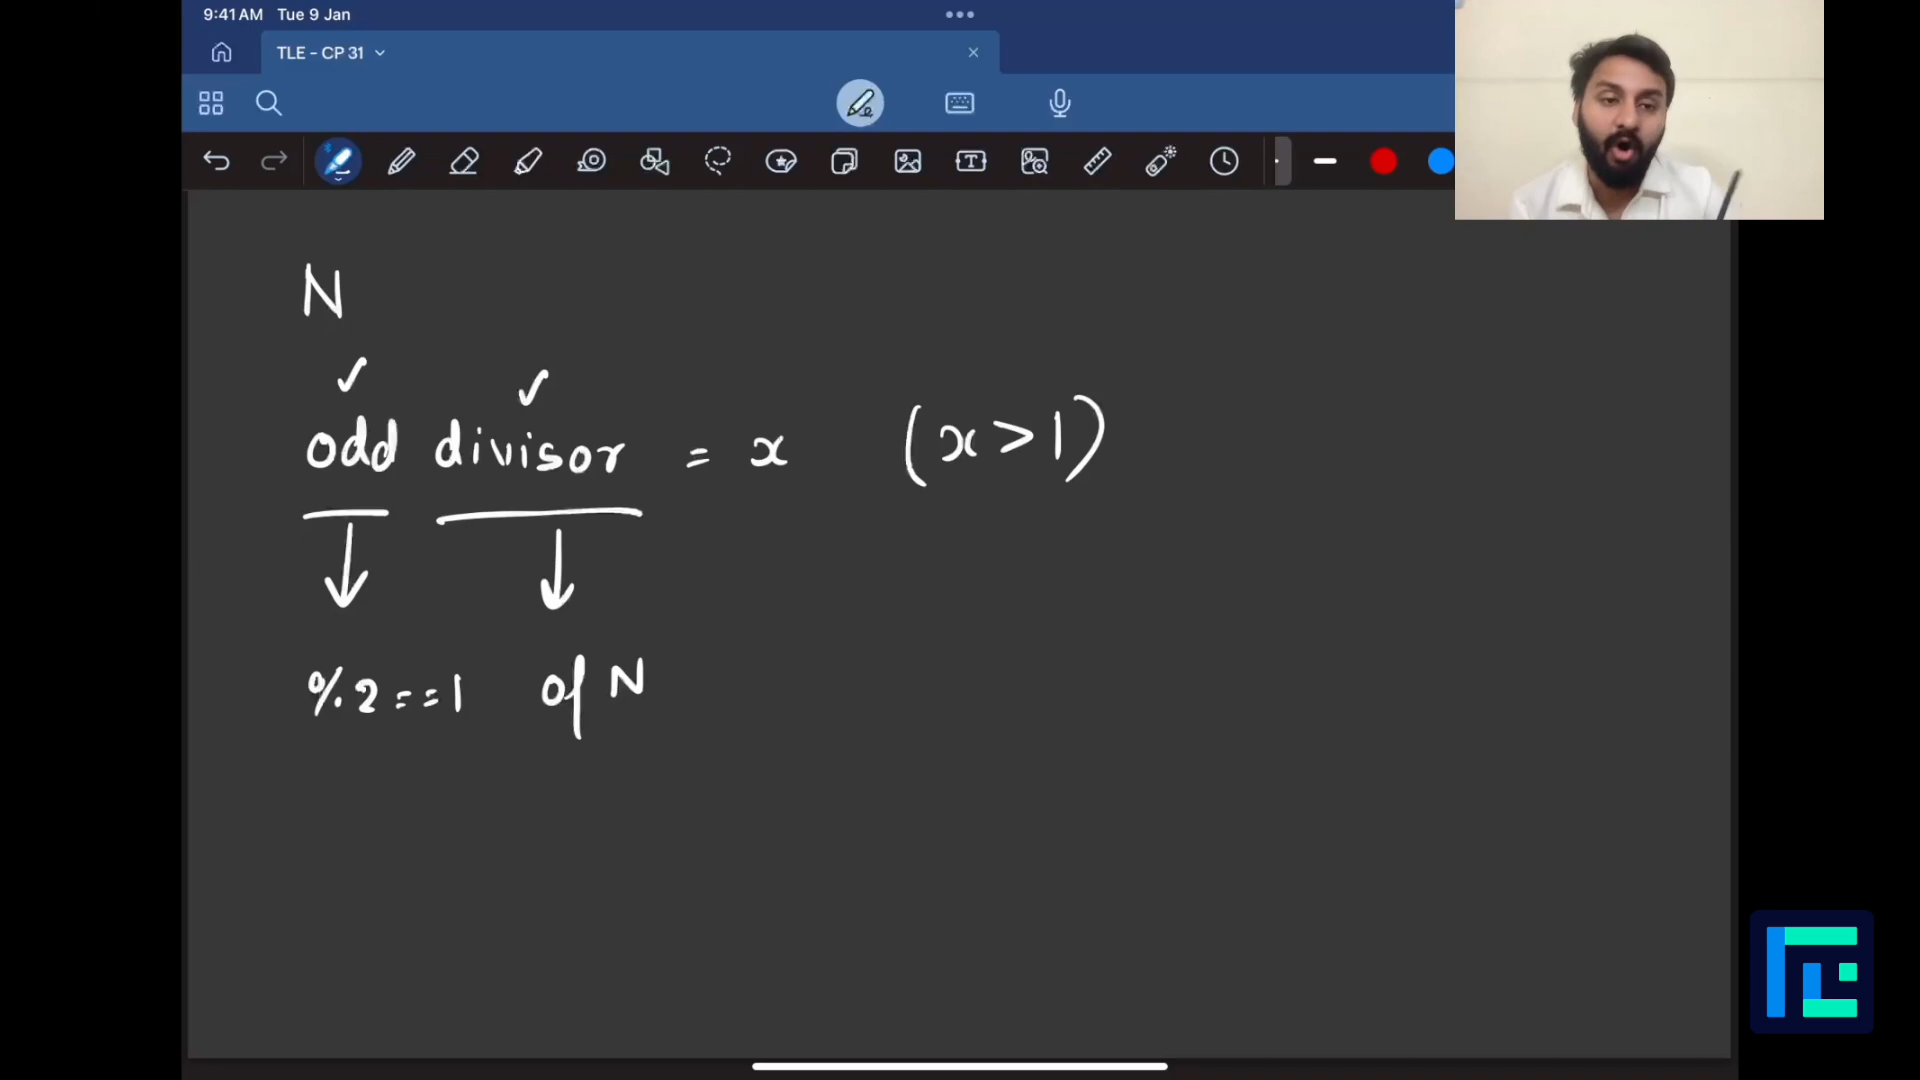 9:41 AM Tue 9 Jan
TLE - CP 31
N
✓ ✓
odd divisor = x (x > 1)
↓ ↓
%2==1 of N